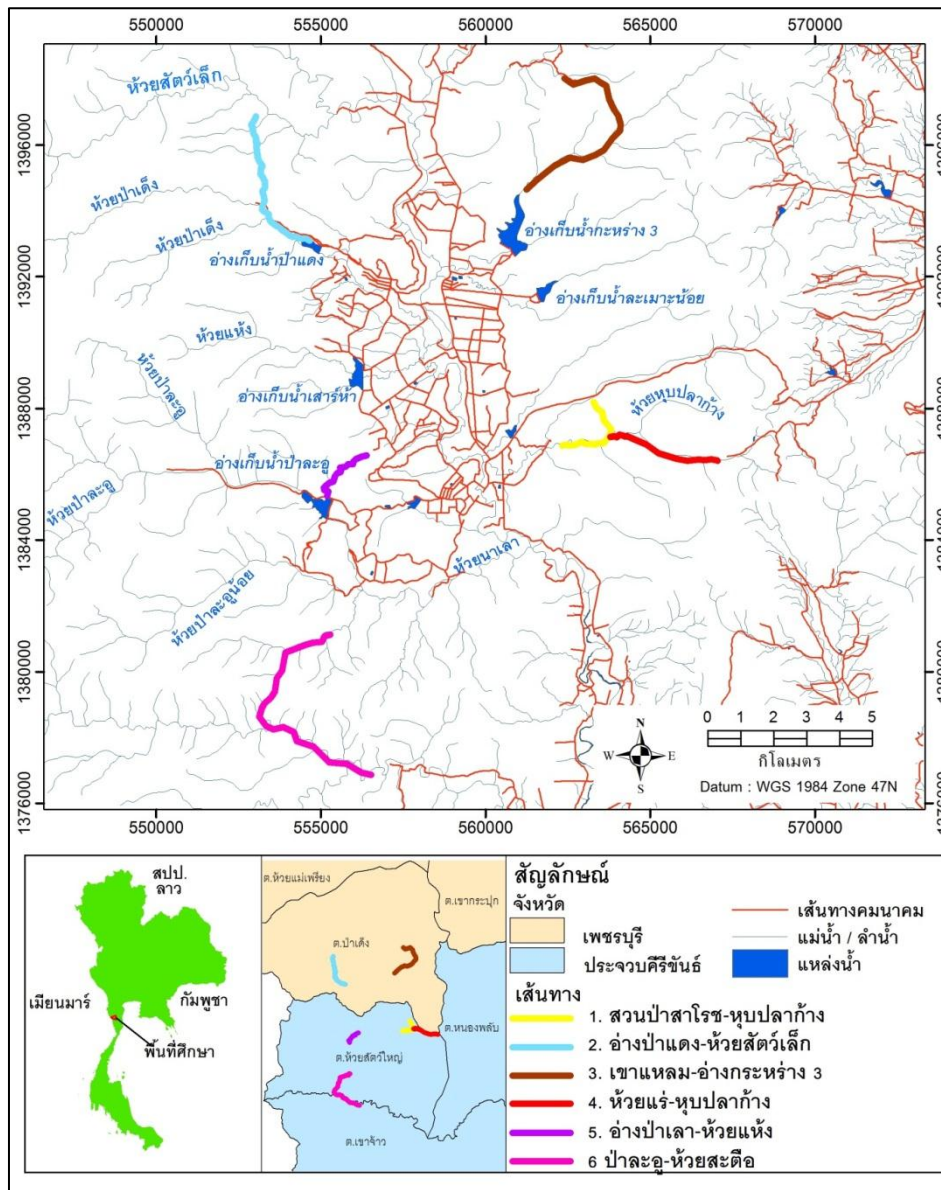 550000 555000 560000 565000 570000
1396000 1396000
1392000 1392000
1388000 1388000
1384000 1384000
1380000 1380000
1376000 1376000
ห้วยสัตว์เล็ก
ห้วยป่าเด็ง
ห้วยป่าเด็ง
อ่างเก็บน้ำป่าแดง
อ่างเก็บน้ำกะหร่าง 3
อ่างเก็บน้ำละเมาะน้อย
ห้วยแห้ง
ห้วยป่าละอู
อ่างเก็บน้ำเสาร์ห้า
ห้วยหุบปลาก้าง
อ่างเก็บน้ำป่าละอู
ห้วยป่าละอู
ห้วยนาเลา
ห้วยป่าละอูน้อย
N
W E
S
0 1 2 3 4 5
กิโลเมตร
Datum : WGS 1984 Zone 47N
550000 555000 560000 565000 570000
สปป.
ลาว
เมียนมาร์
กัมพูชา
พื้นที่ศึกษา
ต.ห้วยแม่เพรียง
ต.เขากระปุก
ต.ป่าเด็ง
ต.หนองพลับ
ต.ห้วยสัตว์ใหญ่
ต.เขาจ้าว
สัญลักษณ์
จังหวัด
เพชรบุรี
ประจวบคีรีขันธ์
เส้นทางคมนาคม
แม่น้ำ / ลำน้ำ
แหล่งน้ำ
เส้นทาง
1. สวนป่าสาโรช-หุบปลาก้าง
2. อ่างป่าแดง-ห้วยสัตว์เล็ก
3. เขาแหลม-อ่างกระหร่าง 3
4. ห้วยแร่-หุบปลาก้าง
5. อ่างป่าเลา-ห้วยแห้ง
6 ป่าละอู-ห้วยสะตือ